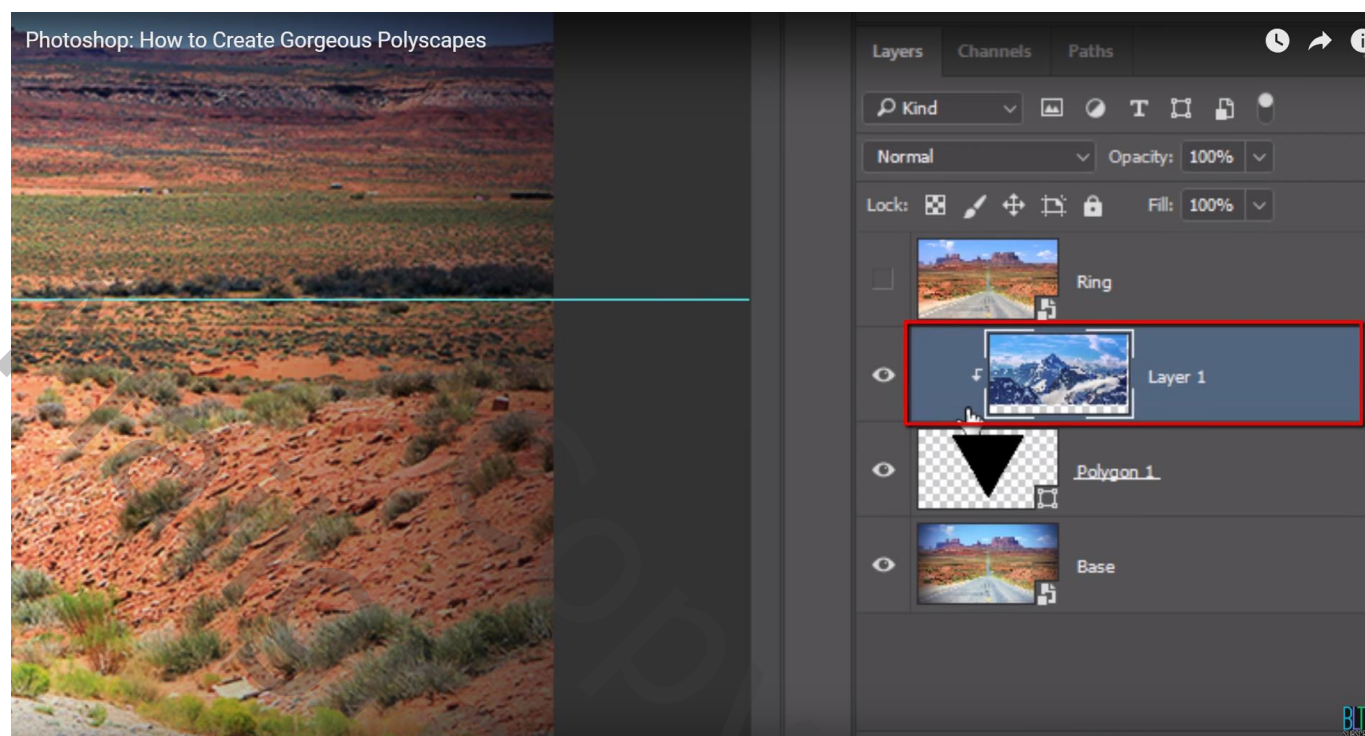 Photoshop: How to Create Gorgeous Polyscapes
Layers Channels Paths
Kind
Normal Opacity: 100%
Lock: Fill: 100%
Ring
Layer 1
Polygon 1
Base